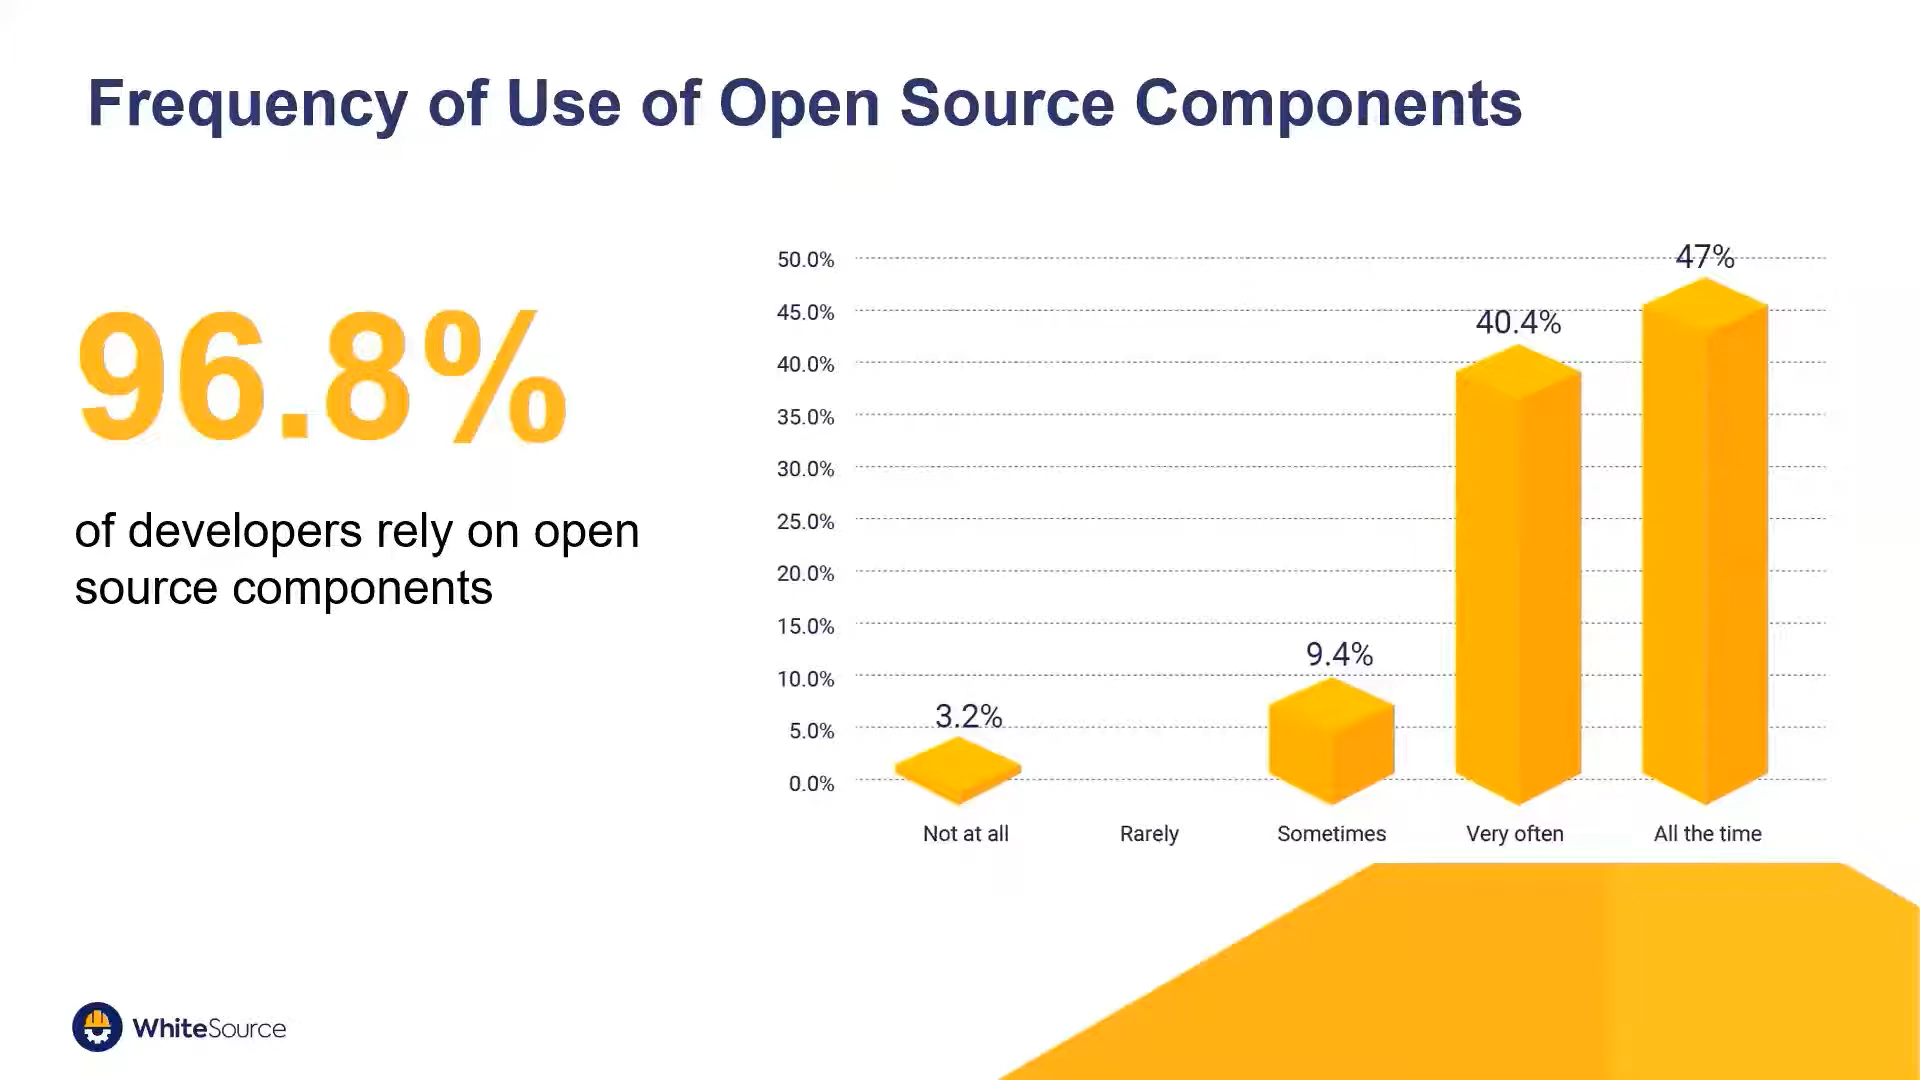 Frequency of Use of Open Source Components
96.8%
of developers rely on open
source components
50.0%
45.0%
40.0%
35.0%
30.0%
25.0%
20.0%
15.0%
10.0%
5.0%
0.0%
3.2%
9.4%
40.4%
47%
Not at all
Rarely
Sometimes
Very often
All the time
WhiteSource